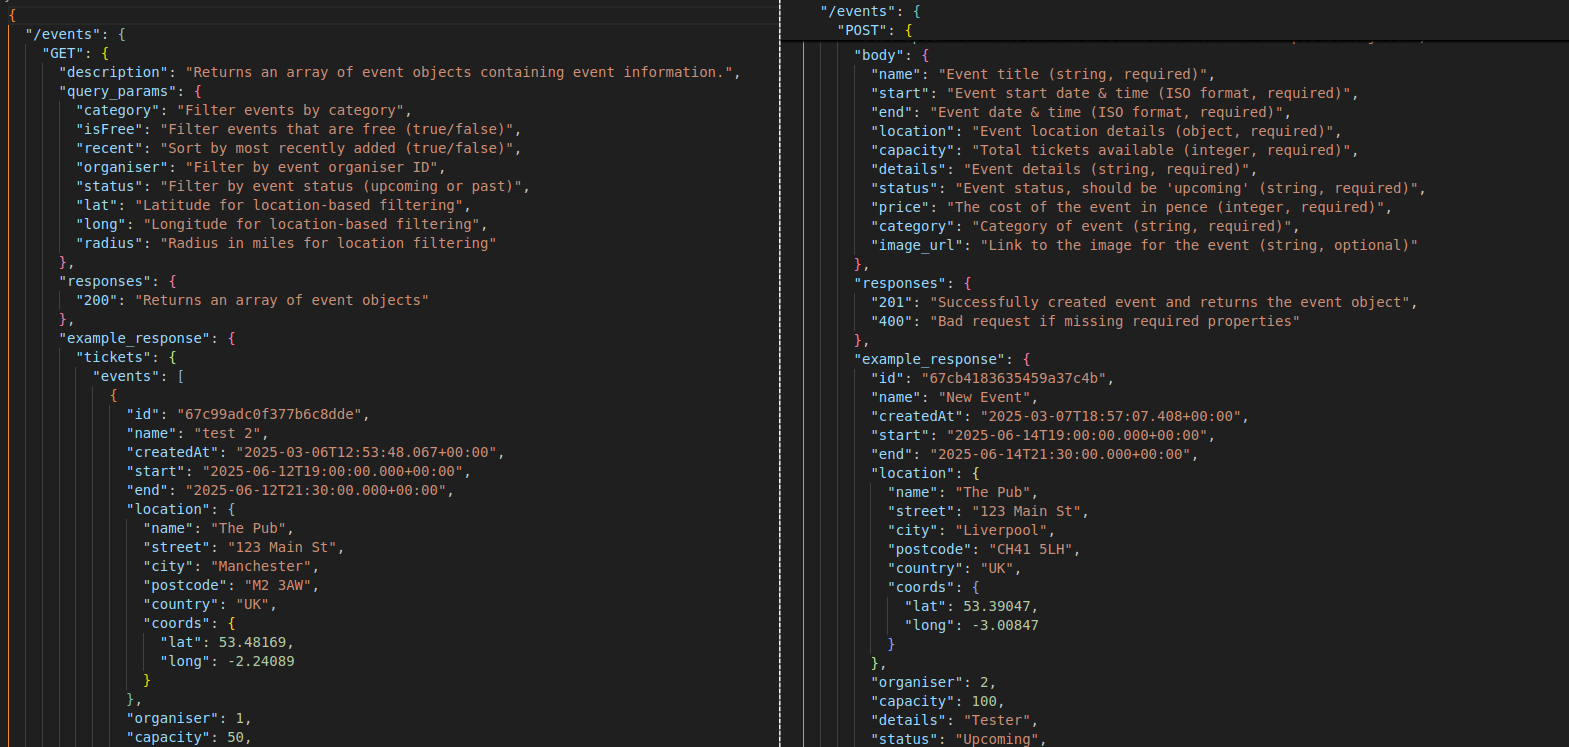 {
"/events": {
"GET": {
"description": "Returns an array of event objects containing event information.",
"query_params": {
"category": "Filter events by category",
"isFree": "Filter events that are free (true/false)",
"recent": "Sort by most recently added (true/false)",
"organiser": "Filter by event organiser ID",
"status": "Filter by event status (upcoming or past)",
"lat": "Latitude for location-based filtering",
"long": "Longitude for location-based filtering",
"radius": "Radius in miles for location filtering"
},
"responses": {
"200": "Returns an array of event objects"
},
"example_response": {
"tickets": {
"events": [
{
"id": "67c99adc0f377b6c8dde",
"name": "test 2",
"createdAt": "2025-03-06T12:53:48.067+00:00",
"start": "2025-06-12T19:00:00.000+00:00",
"end": "2025-06-12T21:30:00.000+00:00",
"location": {
"name": "The Pub",
"street": "123 Main St",
"city": "Manchester",
"postcode": "M2 3AW",
"country": "UK",
"coords": {
"lat": 53.48169,
"long": -2.24089
}
},
"organiser": 1,
"capacity": 50,
"/events": {
"POST": {
"body": {
"name": "Event title (string, required)",
"start": "Event start date & time (ISO format, required)",
"end": "Event date & time (ISO format, required)",
"location": "Event location details (object, required)",
"capacity": "Total tickets available (integer, required)",
"details": "Event details (string, required)",
"status": "Event status, should be 'upcoming' (string, required)",
"price": "The cost of the event in pence (integer, required)",
"category": "Category of event (string, required)",
"image_url": "Link to the image for the event (string, optional)"
},
"responses": {
"201": "Successfully created event and returns the event object",
"400": "Bad request if missing required properties"
},
"example_response": {
"id": "67cb4183635459a37c4b",
"name": "New Event",
"createdAt": "2025-03-07T18:57:07.408+00:00",
"start": "2025-06-14T19:00:00.000+00:00",
"end": "2025-06-14T21:30:00.000+00:00",
"location": {
"name": "The Pub",
"street": "123 Main St",
"city": "Liverpool",
"postcode": "CH41 5LH",
"country": "UK",
"coords": {
"lat": 53.39047,
"long": -3.00847
}
},
"organiser": 2,
"capacity": 100,
"details": "Tester",
"status": "Upcoming",